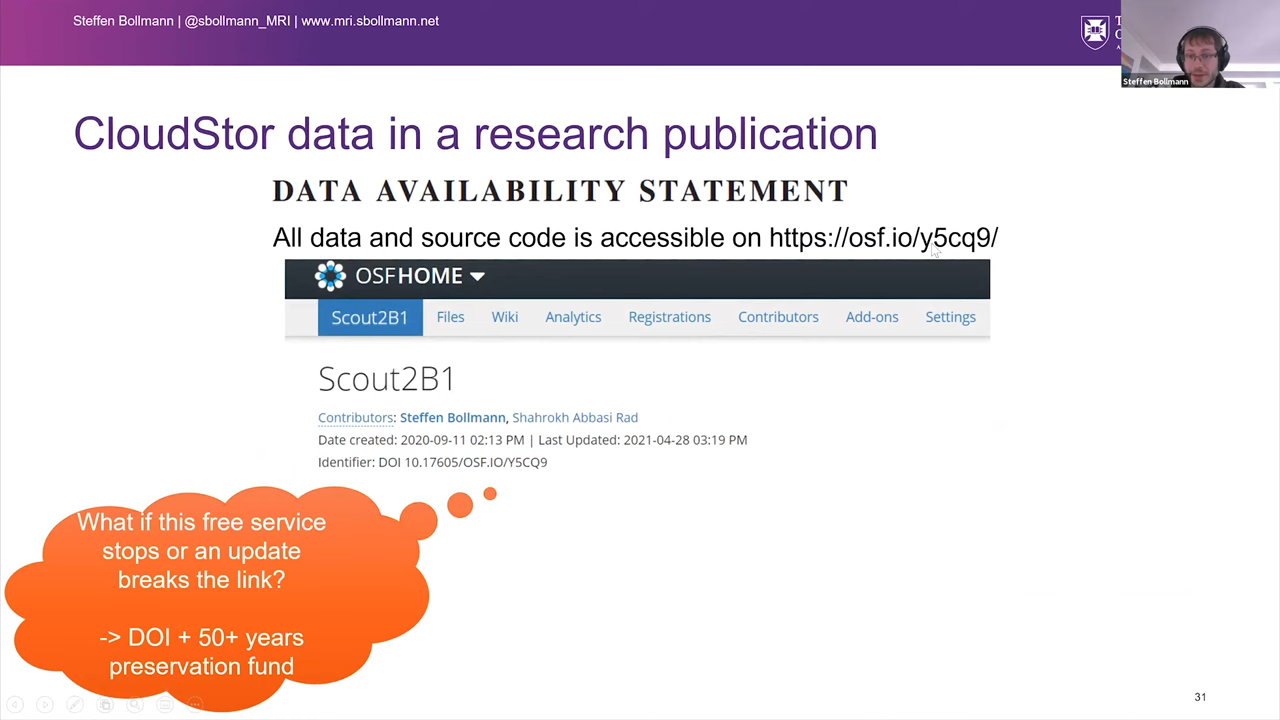 Steffen Bollmann | @sbollmann_MRI | www.mri.sbollmann.net
Steffen Bollmann
CloudStor data in a research publication
DATA AVAILABILITY STATEMENT
All data and source code is accessible on https://osf.io/y5cq9/
OSFHOME
Scout2B1 Files Wiki Analytics Registrations Contributors Add-ons Settings
Scout2B1
Contributors: Steffen Bollmann, Shahrokh Abbasi Rad
Date created: 2020-09-11 02:13 PM | Last Updated: 2021-04-28 03:19 PM
Identifier: DOI 10.17605/OSF.IO/Y5CQ9
What if this free service
stops or an update
breaks the link?
-> DOI + 50+ years
preservation fund
31